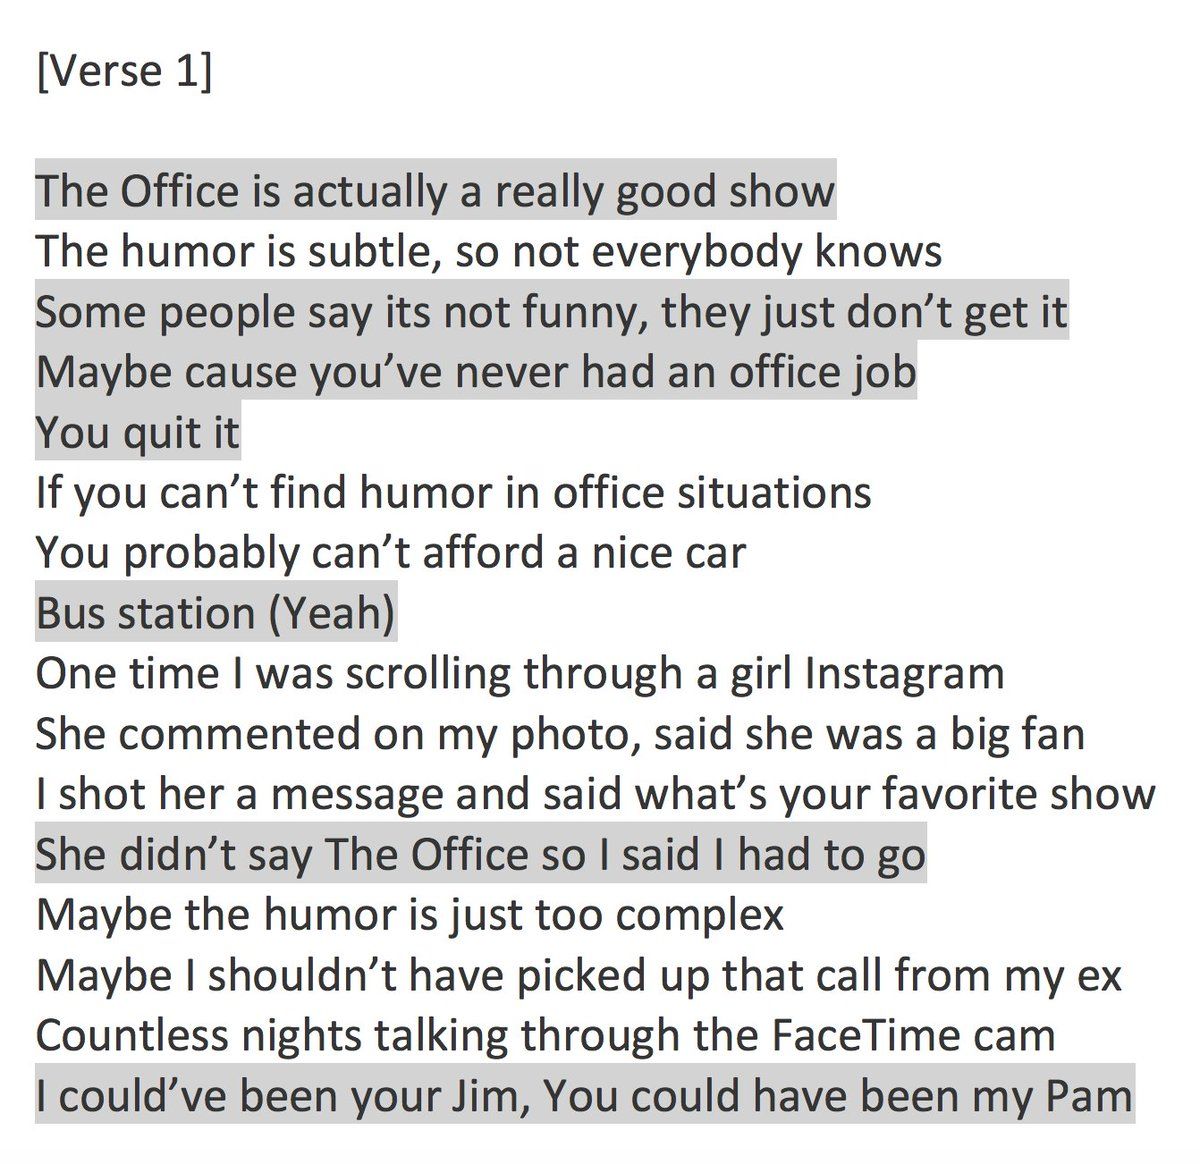 [Verse 1]
The Office is actually a really good show
The humor is subtle, so not everybody knows
Some people say its not funny, they just don’t get it
Maybe cause you’ve never had an office job
You quit it
If you can’t find humor in office situations
You probably can’t afford a nice car
Bus station (Yeah)
One time I was scrolling through a girl Instagram
She commented on my photo, said she was a big fan
I shot her a message and said what’s your favorite show
She didn’t say The Office so I said I had to go
Maybe the humor is just too complex
Maybe I shouldn’t have picked up that call from my ex
Countless nights talking through the FaceTime cam
I could’ve been your Jim, You could have been my Pam